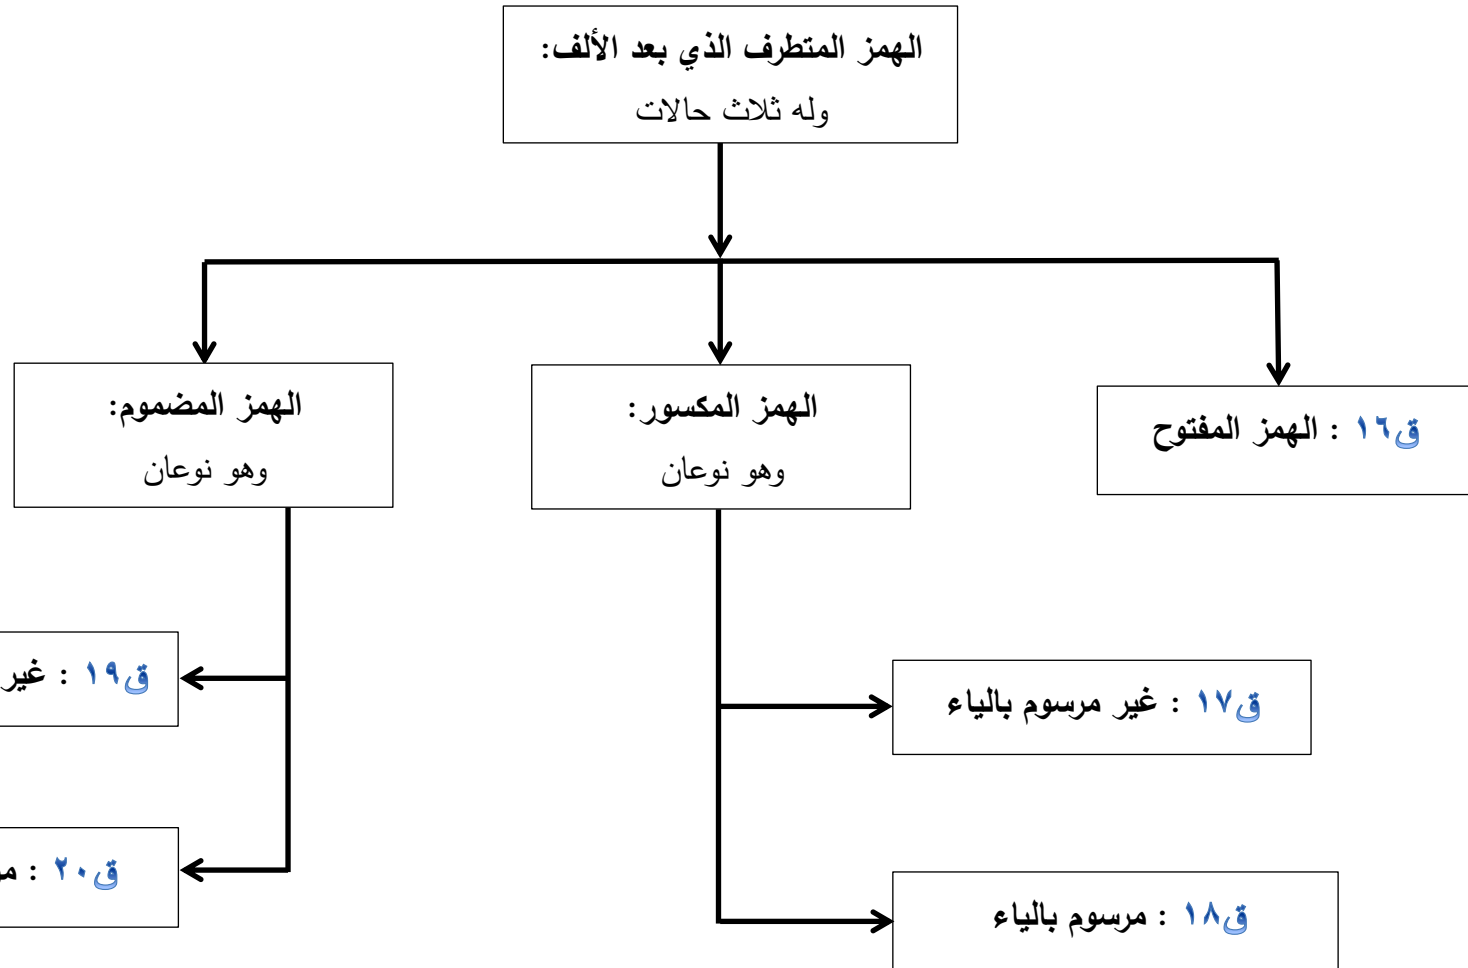 الهمز المتطرف الذي بعد الألف:
وله ثلاث حالات
ق١٦ : الهمز المفتوح
الهمز المكسور:
وهو نوعان
الهمز المضموم:
وهو نوعان
ق١٧ : غير مرسوم بالياء
ق١٨ : مرسوم بالياء
ق١٩ : غير
ق٢٠ :